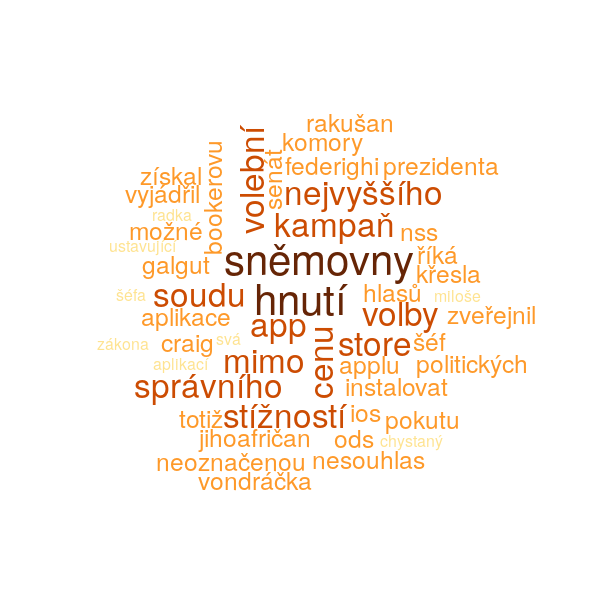 rakušan
komory
federighi prezidenta
získal
vyjádřil
bookerovu
volební
senát
nejvyššího
radka
možné
kampaň
nss
ustavující
sněmovny
říká
galgut
křesla
šéfa
soudu
hnutí
hlasů
miloše
aplikace
app
volby
zveřejnil
zákona
craig
svá
store
šéf
aplikací
mimo
cenu
applu
politických
správního
instalovat
totiž
stížností
ios
pokutu
jihoafričan
ods
chystaný
neoznačenou
nesouhlas
vondráčka